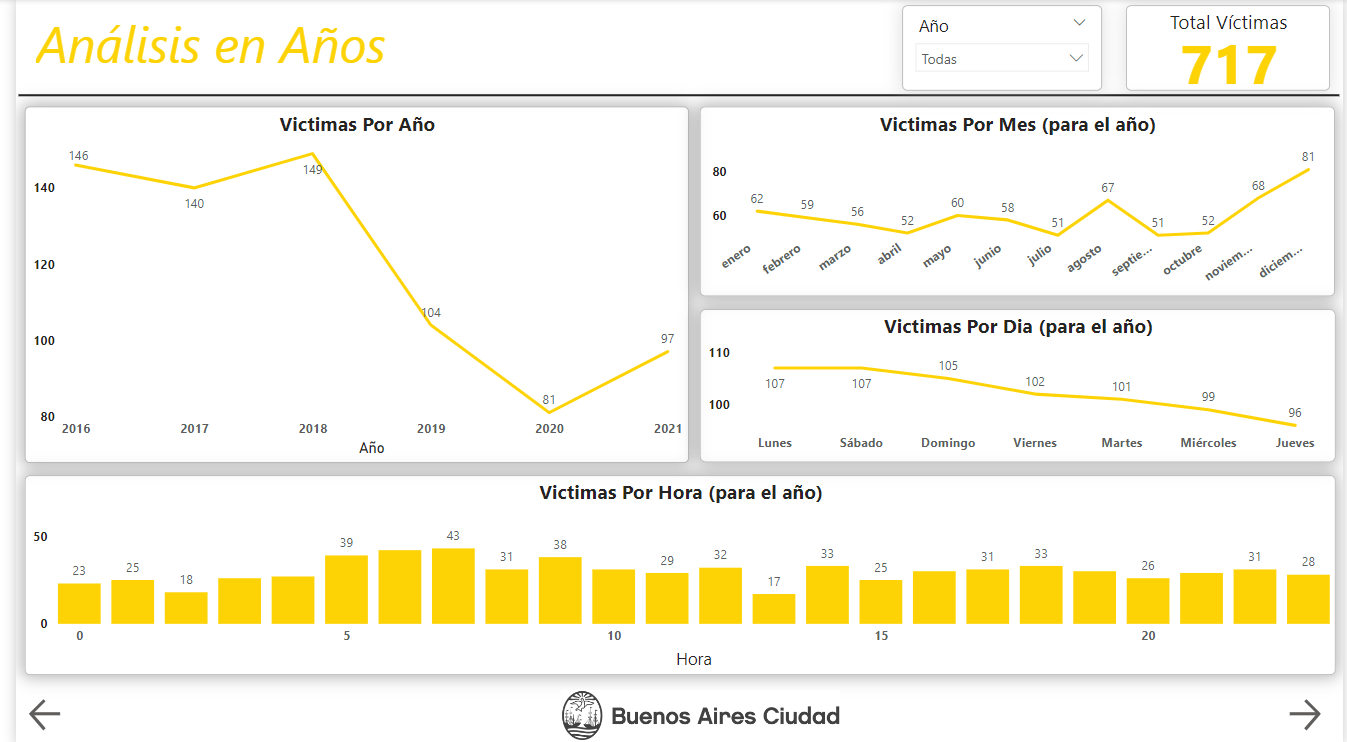 Análisis en Años
Año
Todas
Total Víctimas
717
Victimas Por Año
146
140
149
104
81
97
140
120
100
80
2016 2017 2018 2019 2020 2021
Año
Victimas Por Mes (para el año)
80
60
62 59 56 52 60 58 51 67 51 52 68 81
enero febrero marzo abril mayo junio julio agosto septie... octubre noviem... diciem...
Victimas Por Dia (para el año)
110
100
107 107 105 102 101 99 96
Lunes Sábado Domingo Viernes Martes Miércoles Jueves
Victimas Por Hora (para el año)
50
0
23 25 18 39 43 31 38 29 32 17 33 25 31 33 26 31 28
0 5 10 15 20
Hora
Buenos Aires Ciudad